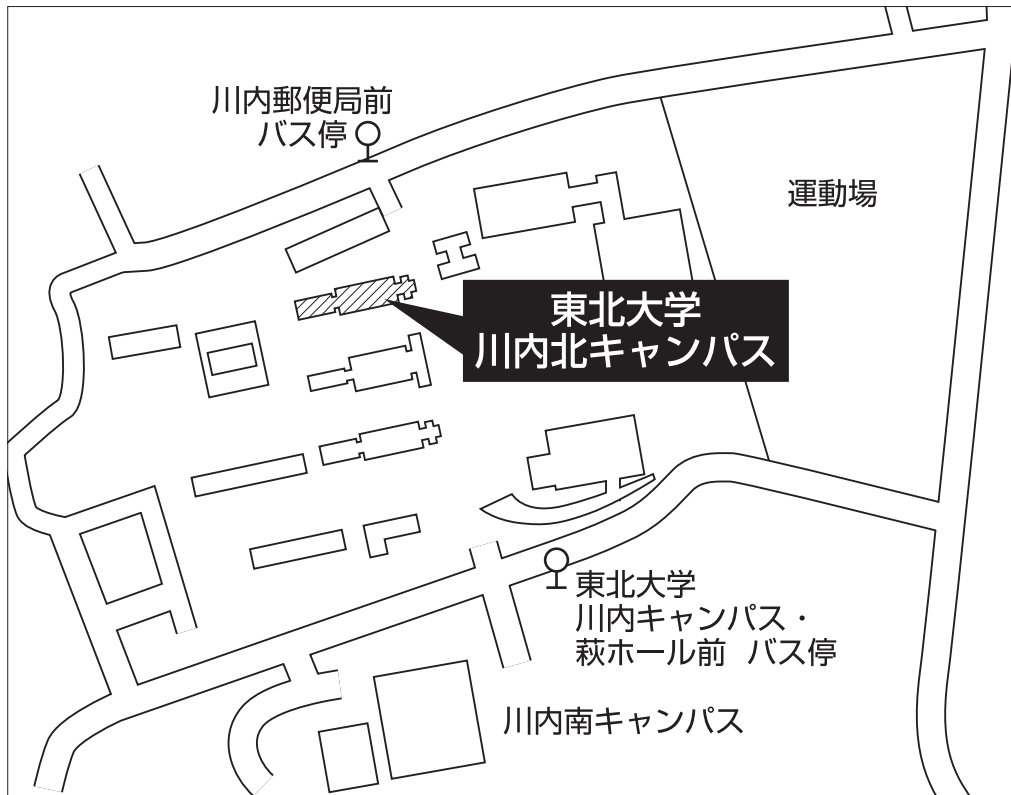 川内郵便局前
バス停
運動場
東北大学
川内北キャンパス
東北大学
川内キャンパス・
萩ホール前 バス停
川内南キャンパス